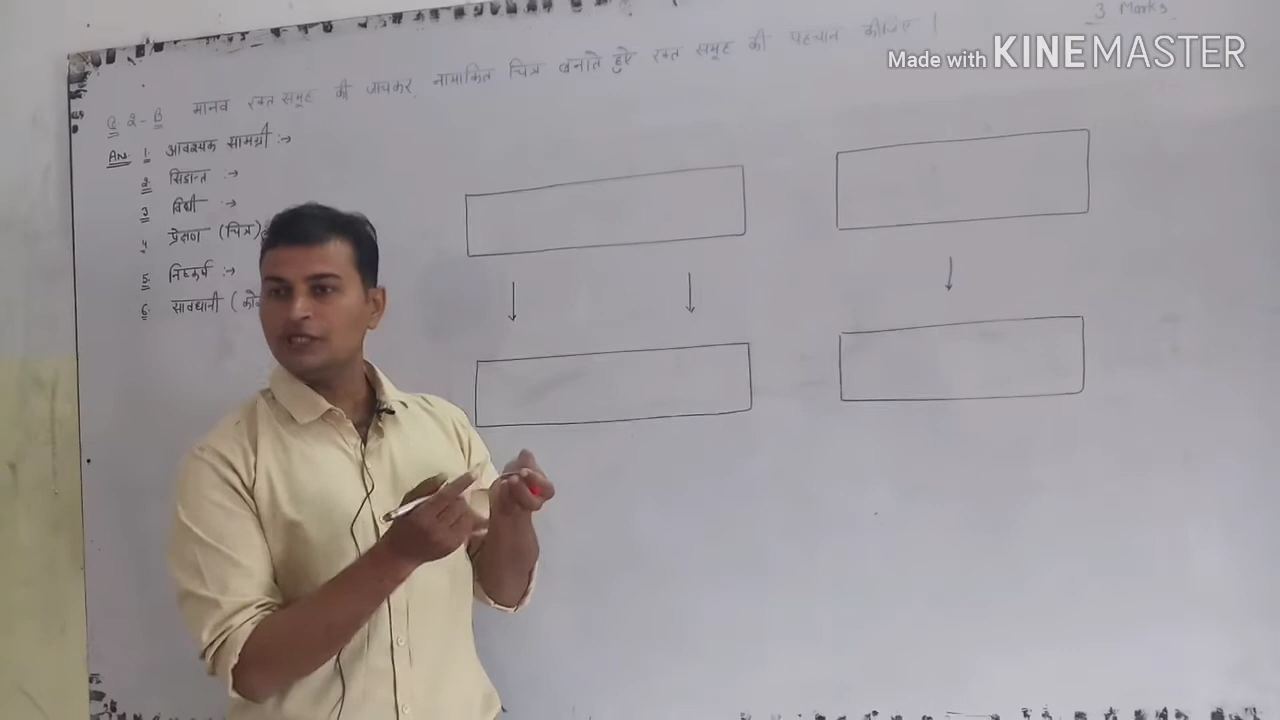 3 Marks
Made with KINEMASTER
Q 2-B मानव रक्त समूह की जाचकर नामांकित चित्र बनाते हुए रक्त समूह की पहचान कीजिए |
An. 1. आवश्यक सामग्री :→
2. सिद्धान्त :→
3. विधी :→
4. प्रेक्षण (चित्र)
5. निष्कर्ष :→
6. सावधानी (